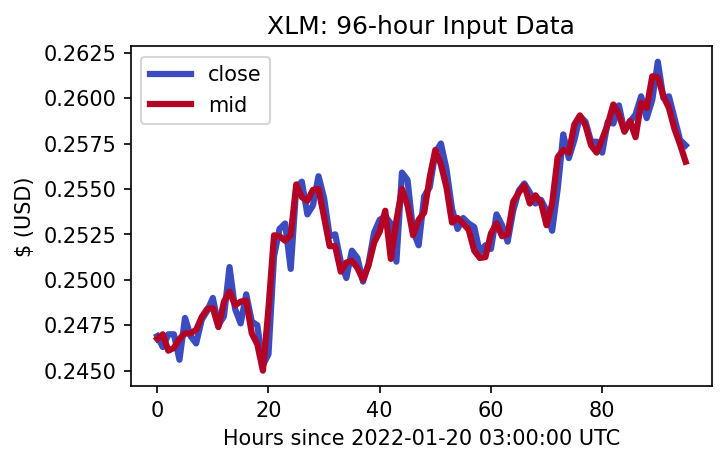 XLM: 96-hour Input Data
close
mid
$ (USD)
0.2625
0.2600
0.2575
0.2550
0.2525
0.2500
0.2475
0.2450
0 20 40 60 80
Hours since 2022-01-20 03:00:00 UTC